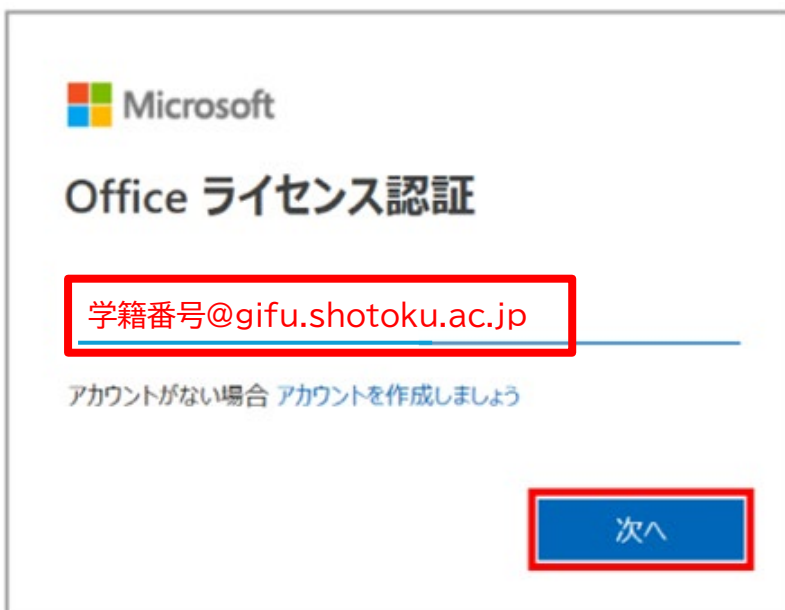 Microsoft
Office ライセンス認証
学籍番号@gifu.shotoku.ac.jp
アカウントがない場合 アカウントを作成しましょう
次へ